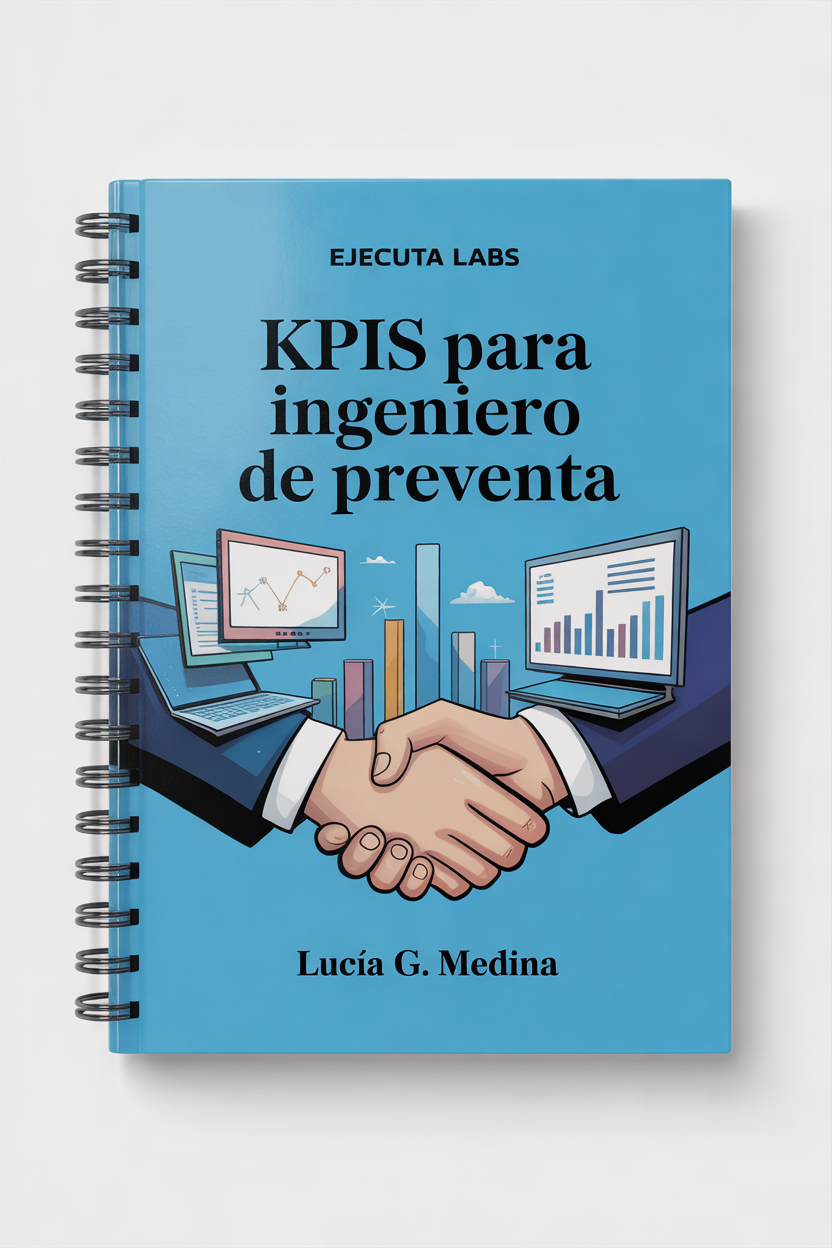 EJECUTA LABS
KPIS para
ingeniero
de preventa
Lucía G. Medina